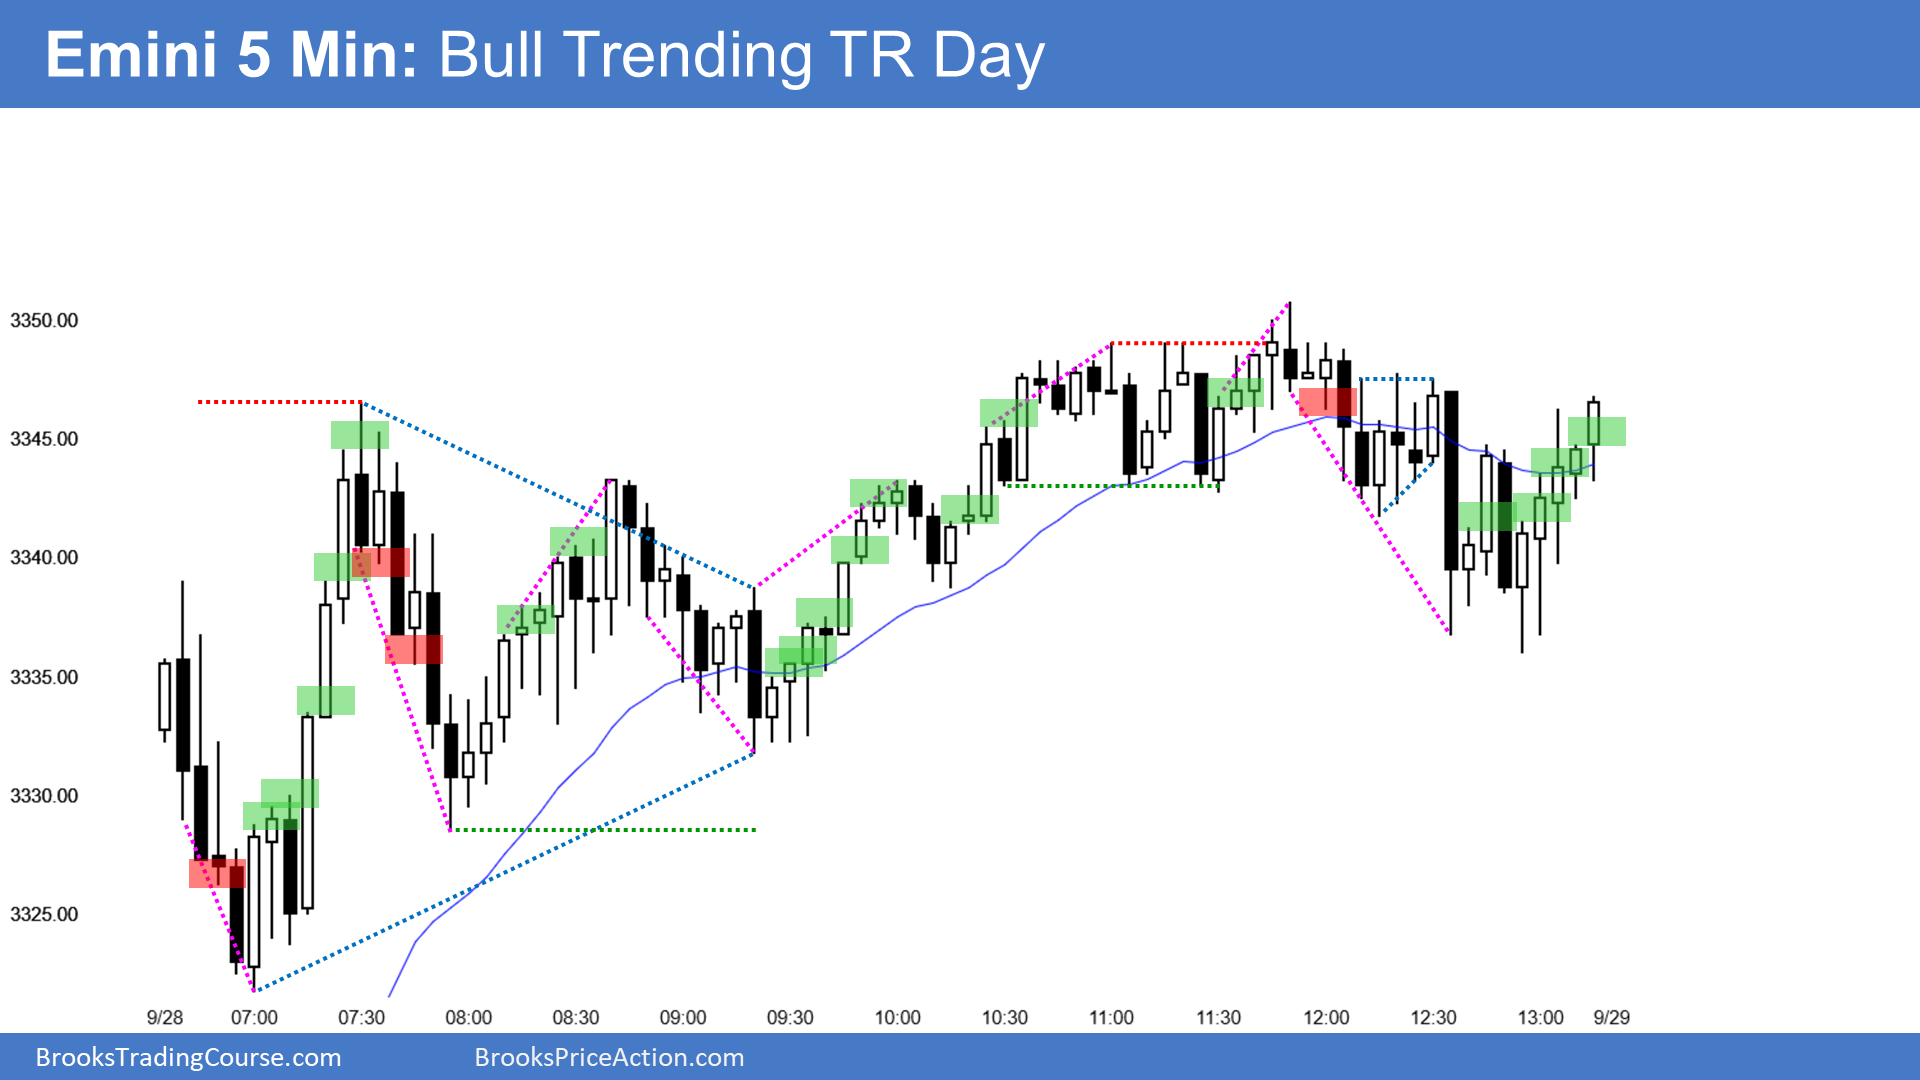 Emini 5 Min: Bull Trending TR Day
3350.00
3345.00
3340.00
3335.00
3330.00
3325.00
9/28 07:00 07:30 08:00 08:30 09:00 09:30 10:00 10:30 11:00 11:30 12:00 12:30 13:00 9/29
BrooksTradingCourse.com BrooksPriceAction.com